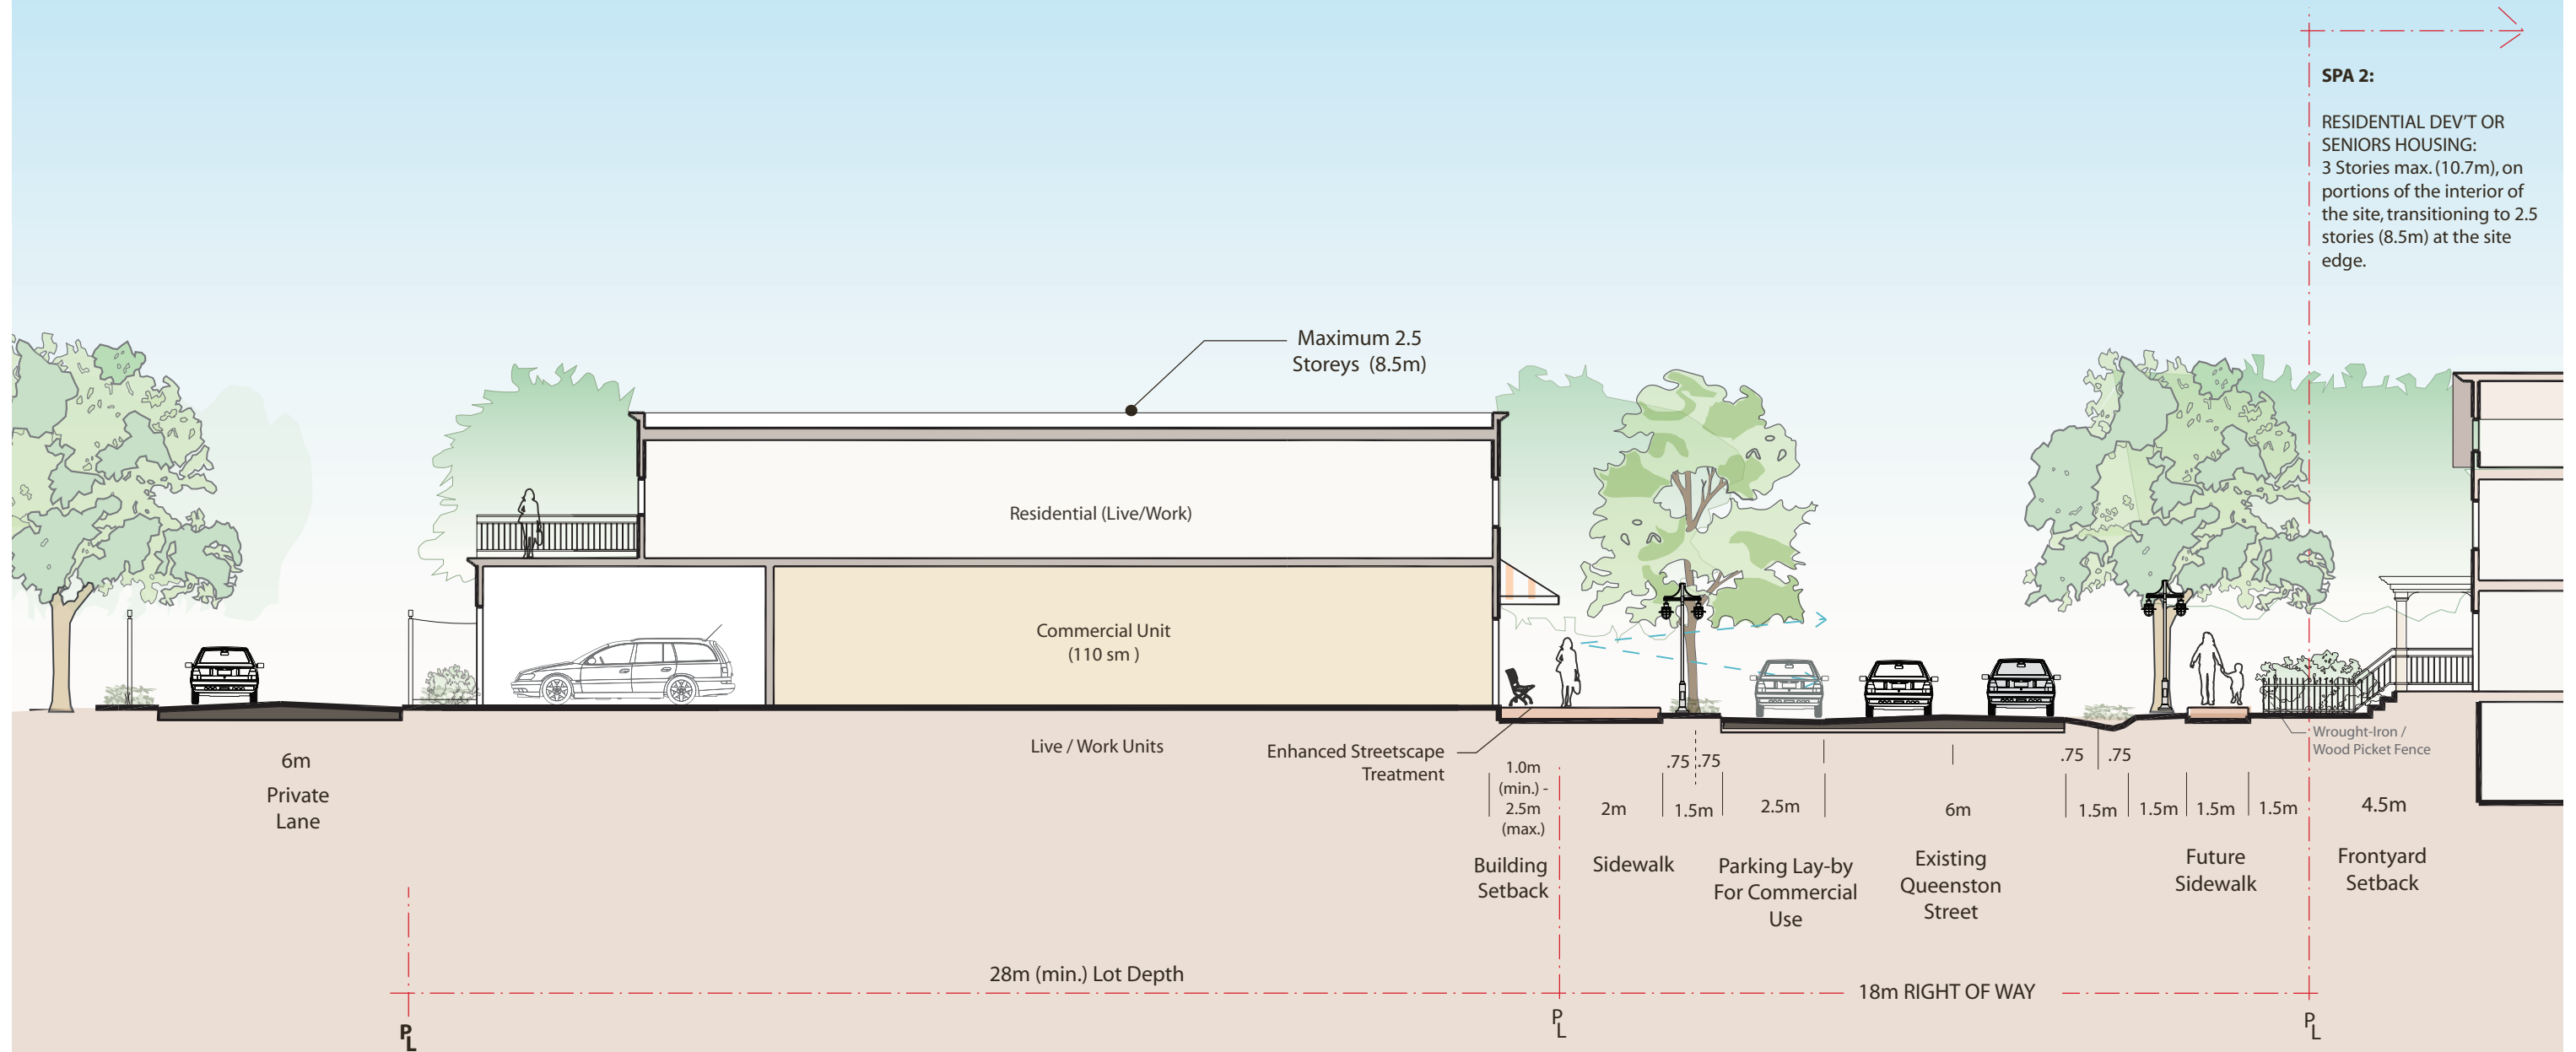 SPA 2:
RESIDENTIAL DEV'T OR
SENIORS HOUSING:
3 Stories max. (10.7m), on
portions of the interior of
the site, transitioning to 2.5
stories (8.5m) at the site
edge.
Maximum 2.5
Storeys (8.5m)
Residential (Live/Work)
Commercial Unit
(110 sm )
Live / Work Units
Enhanced Streetscape
Treatment
Wrought-Iron /
Wood Picket Fence
6m
Private
Lane
1.0m
(min.) -
2.5m
(max.)
Building
Setback
2m
Sidewalk
.75 .75
1.5m
2.5m
Parking Lay-by
For Commercial
Use
6m
Existing
Queenston
Street
.75 .75
1.5m
1.5m
1.5m
Future
Sidewalk
1.5m
4.5m
Frontyard
Setback
28m (min.) Lot Depth
18m RIGHT OF WAY
PL
PL
PL